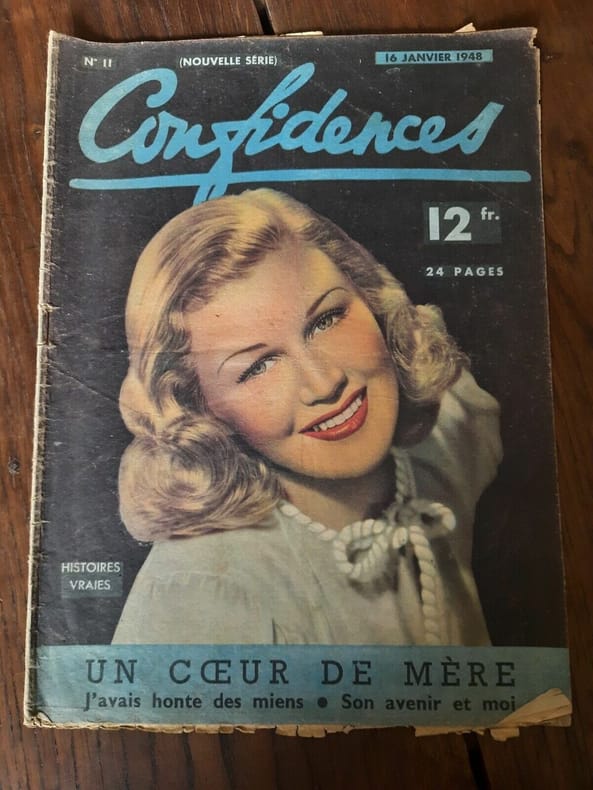 N° 11 (NOUVELLE SÉRIE) 16 JANVIER 1948
Confidences
12 fr.
24 PAGES
HISTOIRES
VRAIES
UN CŒUR DE MÈRE
J'avais honte des miens • Son avenir et moi